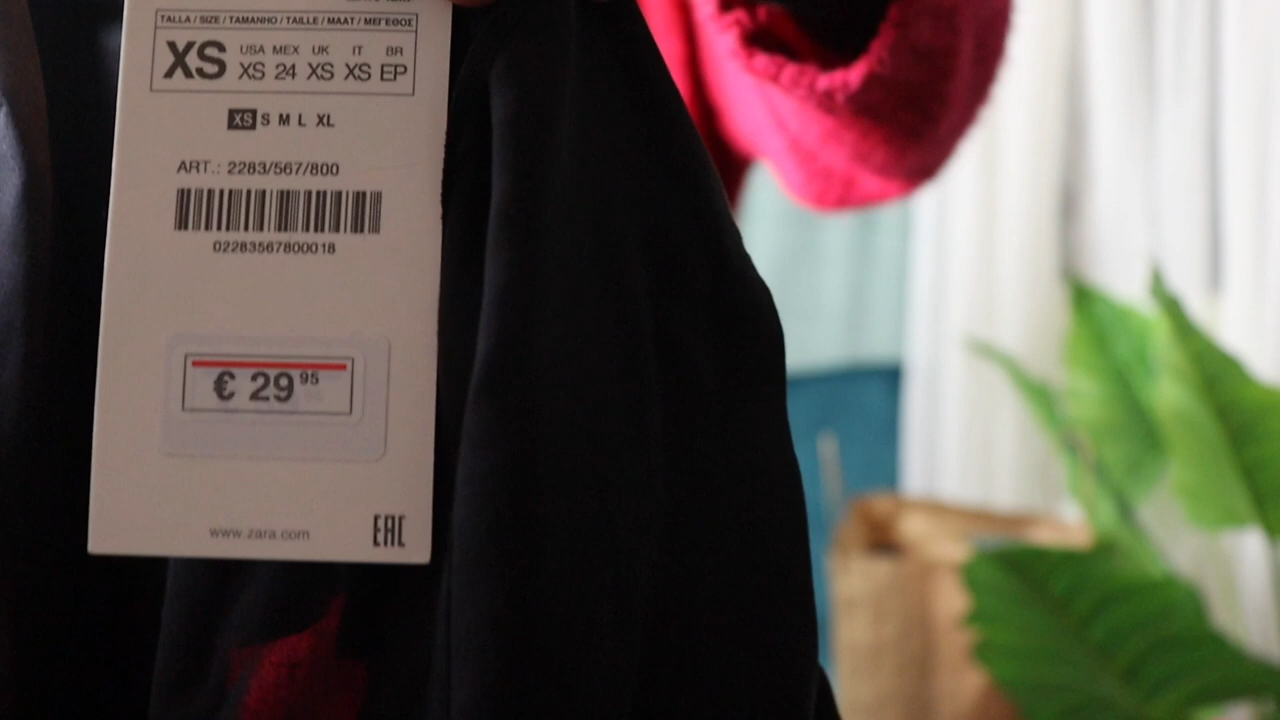 TALLA / SIZE / TAMANHO / TAILLE / MAAT / ΜΕΓΕΘΟΣ
XS
USA MEX UK IT BR
XS 24 XS XS EP
XS S M L XL
ART.: 2283/567/800
02283567800018
€ 29 95
www.zara.com
EAC